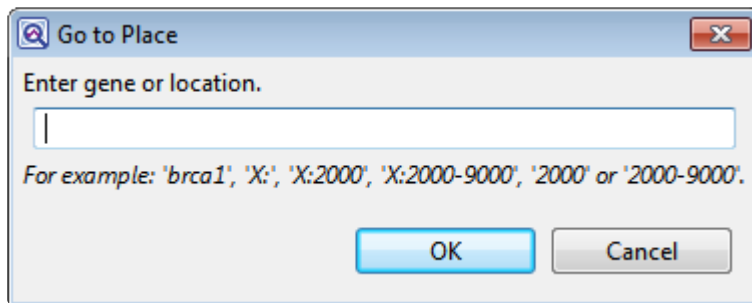 Go to Place
Enter gene or location.
For example: 'brca1', 'X:', 'X:2000', 'X:2000-9000', '2000' or '2000-9000'.
OK Cancel